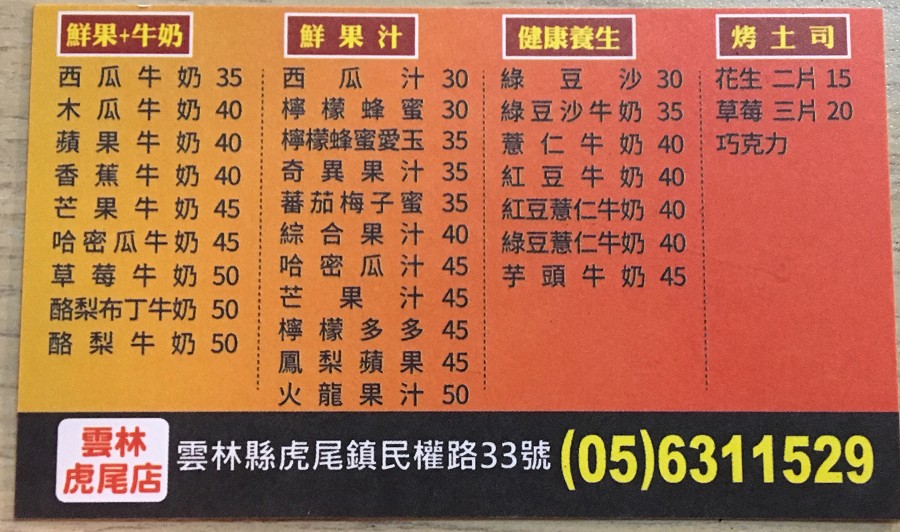 鮮果+牛奶
西瓜牛奶 35
木瓜牛奶 40
蘋果牛奶 40
香蕉牛奶 40
芒果牛奶 45
哈密瓜牛奶 45
草莓牛奶 50
酪梨布丁牛奶 50
酪梨牛奶 50
鮮果汁
西瓜汁 30
檸檬蜂蜜 30
檸檬蜂蜜愛玉 35
奇異果汁 35
蕃茄梅子蜜 35
綜合果汁 40
哈密瓜汁 45
芒果汁 45
檸檬多多 45
鳳梨蘋果 45
火龍果汁 50
健康養生
綠豆沙 30
綠豆沙牛奶 35
薏仁牛奶 40
紅豆牛奶 40
紅豆薏仁牛奶 40
綠豆薏仁牛奶 40
芋頭牛奶 45
烤土司
花生 二片 15
草莓 三片 20
巧克力
雲林
虎尾店
雲林縣虎尾鎮民權路33號 (05)6311529